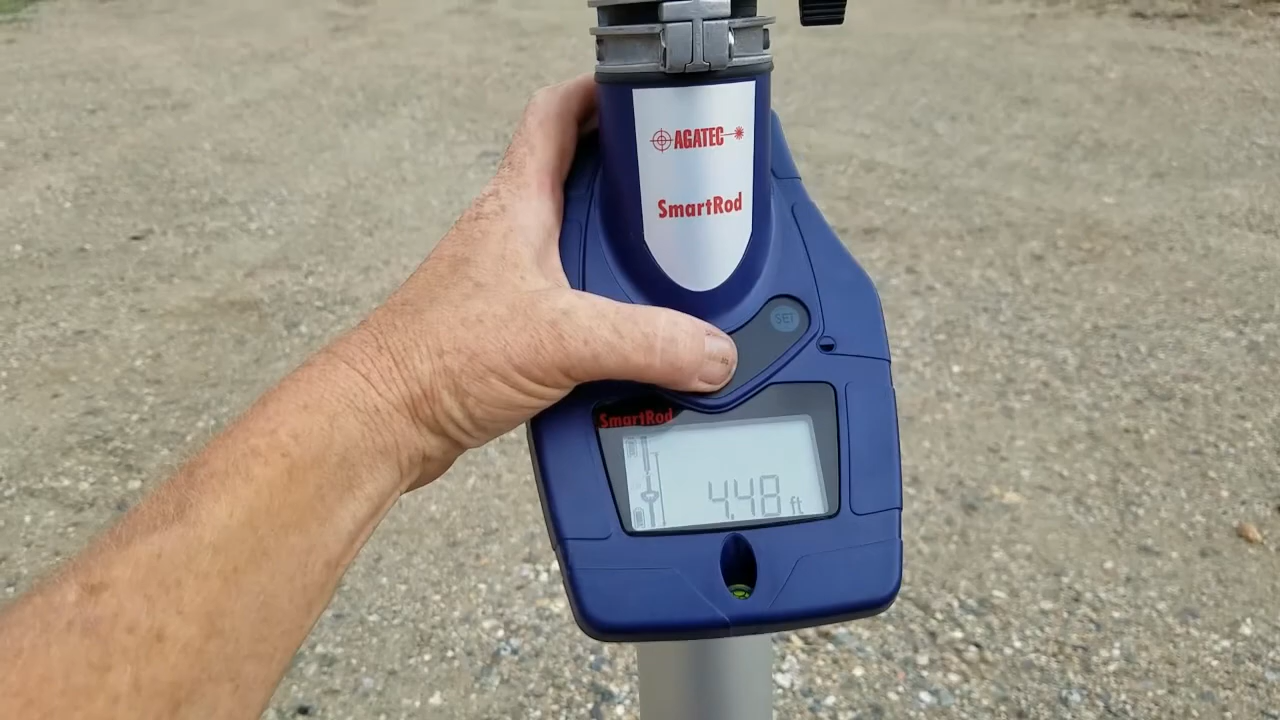 AGATEC
SmartRod
SET
SmartRod
4.48 ft